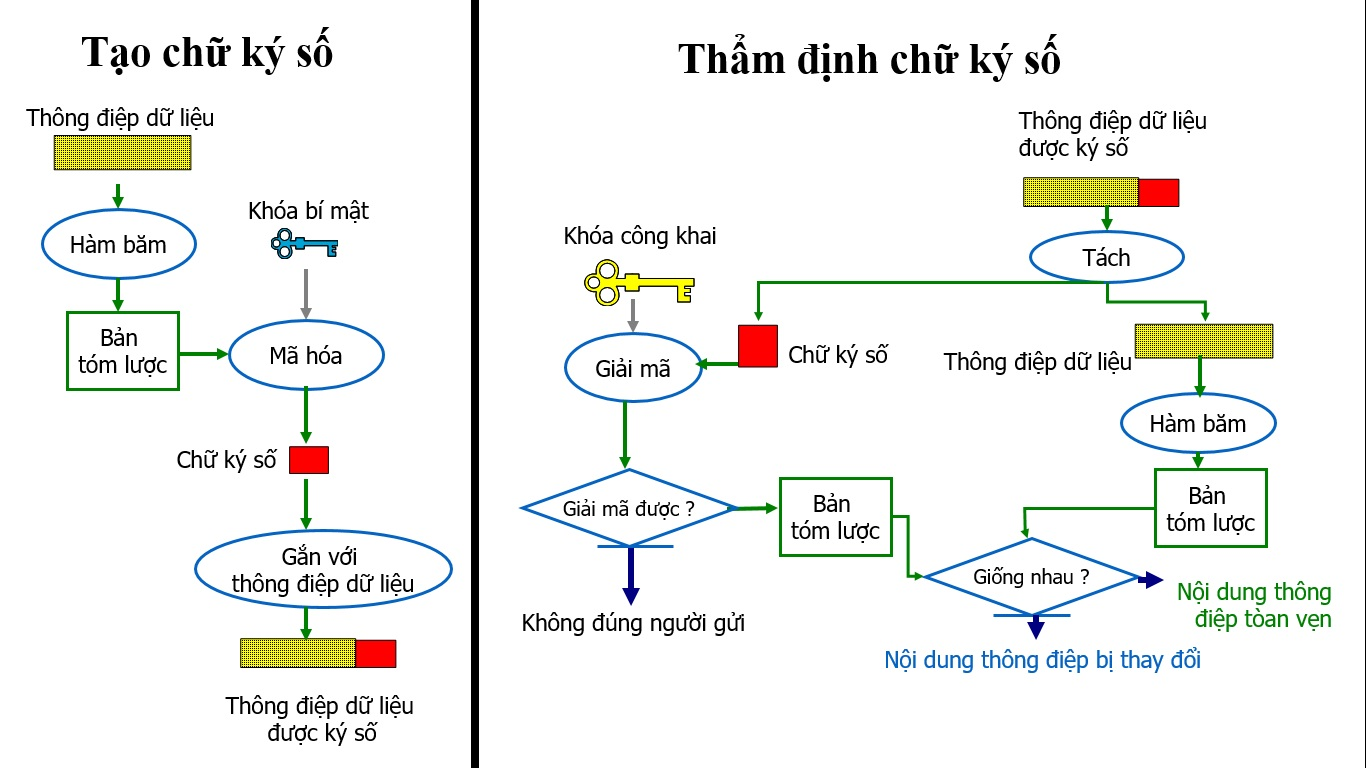 Tạo chữ ký số
Thông điệp dữ liệu
Hàm băm
Khóa bí mật
Bản
tóm lược
Mã hóa
Chữ ký số
Gắn với
thông điệp dữ liệu
Thông điệp dữ liệu
được ký số
Thẩm định chữ ký số
Thông điệp dữ liệu
được ký số
Tách
Khóa công khai
Giải mã
Chữ ký số
Thông điệp dữ liệu
Hàm băm
Bản
tóm lược
Giải mã được ?
Bản
tóm lược
Giống nhau ?
Không đúng người gửi
Nội dung thông
điệp tòan vẹn
Nội dung thông điệp bị thay đổi